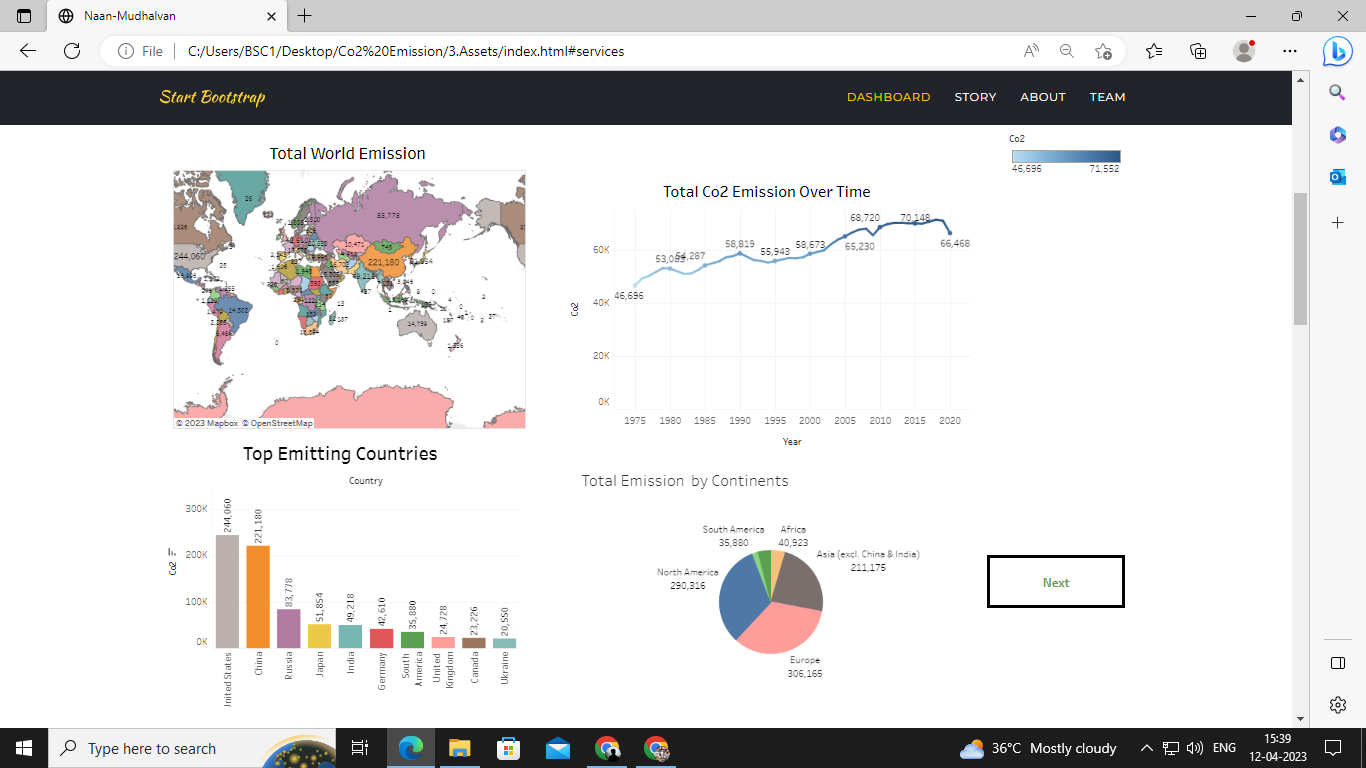 Naan-Mudhalvan
File
C:/Users/BSC1/Desktop/Co2%20Emission/3.Assets/index.html#services
Start Bootstrap
DASHBOARD
STORY
ABOUT
TEAM
Total World Emission
26
83,778
244,060
221,180
10,471
745
25
14,739
13
0
© 2023 Mapbox © OpenStreetMap
Co2
46,696
71,552
Total Co2 Emission Over Time
Co2
60K
40K
20K
0K
46,696
54,287
58,819
55,943
58,673
65,230
68,720
70,148
66,468
1975
1980
1985
1990
1995
2000
2005
2010
2015
2020
Year
Top Emitting Countries
Country
Co2
300K
200K
100K
0K
244,060
221,180
83,778
51,854
49,218
42,610
35,880
24,728
23,226
20,550
United States
China
Russia
Japan
India
Germany
South
America
United
Kingdom
Canada
Ukraine
Total Emission by Continents
South America
35,880
Africa
40,923
Asia (excl. China & India)
211,175
North America
290,316
Europe
306,165
Next
Type here to search
36°C Mostly cloudy
ENG
15:39
12-04-2023